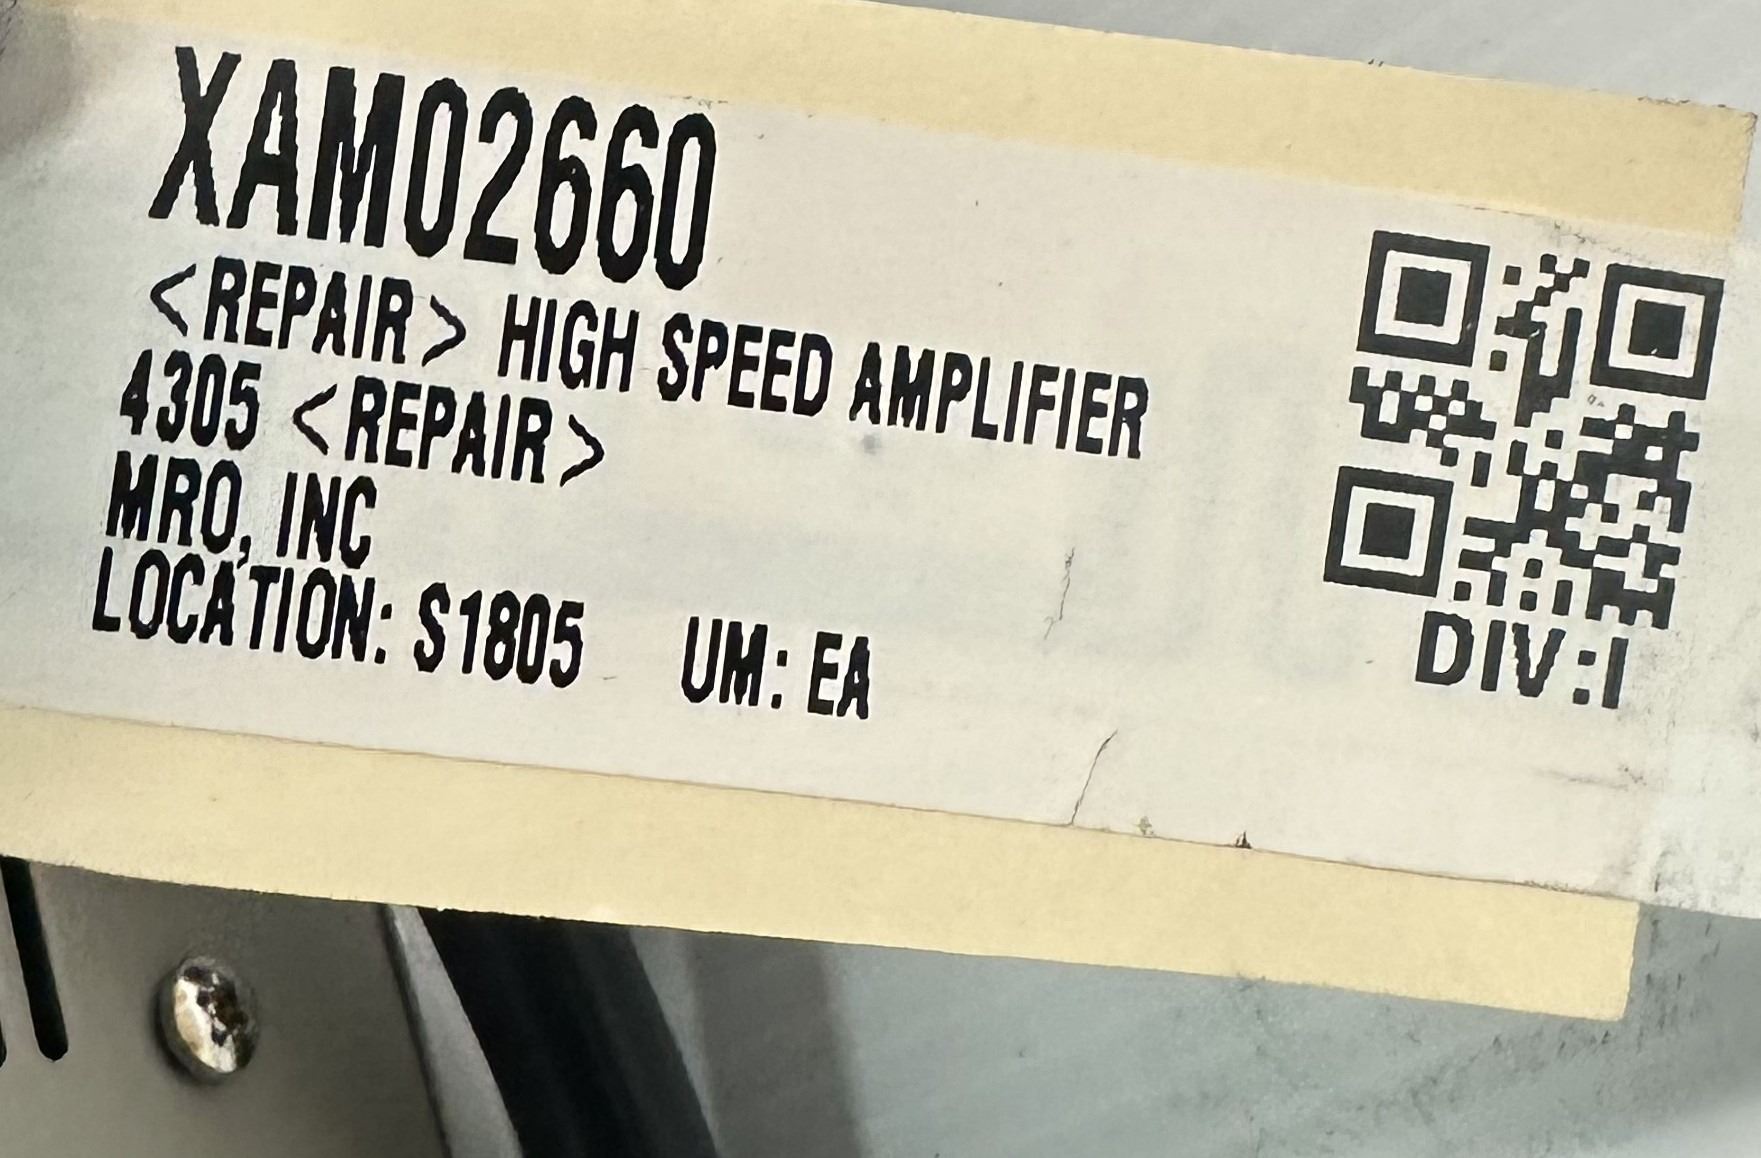 XAM02660
<REPAIR> HIGH SPEED AMPLIFIER
4305 <REPAIR>
MRO, INC
LOCATION: S1805 UM: EA
DIV:I